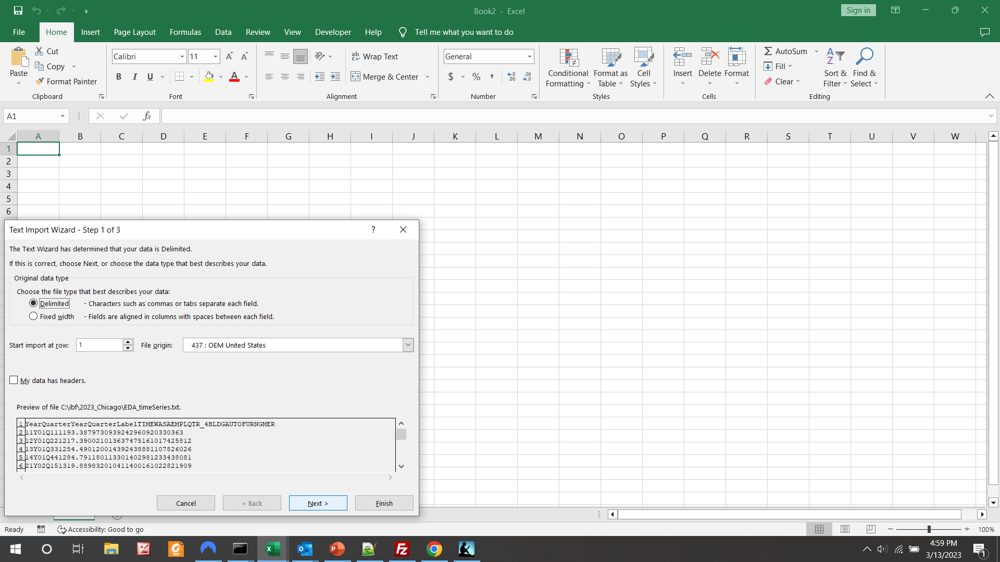 Book2 - Excel
Sign in
File Home Insert Page Layout Formulas Data Review View Developer Help Tell me what you want to do
Paste
Cut
Copy
Format Painter
Clipboard
Calibri 11
B I U A
Font
Wrap Text
Merge & Center
Alignment
General
$ % ,
Number
Conditional Formatting
Format as Table
Cell Styles
Styles
Insert Delete Format
Cells
AutoSum
Fill
Clear
Sort & Filter
Find & Select
Editing
A1 fx
A B C D E F G H I J K L M N O P Q R S T U V W
1
2
3
4
5
6
Text Import Wizard - Step 1 of 3 ?
The Text Wizard has determined that your data is Delimited.
If this is correct, choose Next, or choose the data type that best describes your data.
Original data type
Choose the file type that best describes your data:
Delimited - Characters such as commas or tabs separate each field.
Fixed width - Fields are aligned in columns with spaces between each field.
Start import at row: 1 File origin: 437 : OEM United States
My data has headers.
Preview of file C:\ibf\2023_Chicago\EDA_timeSeries.txt.
1 YearQuarterYearQuarterLabelTIMEWASAEMPLQTR_4BLDGAUTOFURNGMER
2 11Y01Q111193.3879730939242960920330363
3 12Y01Q221217.390021013637475161017425812
4 13Y01Q331254.490120014392438881107826026
5 14Y01Q441284.791180113301402981233438081
6 21Y02Q151319.889832010411400161022821909
Cancel < Back Next > Finish
Ready Accessibility: Good to go 100%
4:59 PM
3/13/2023
1